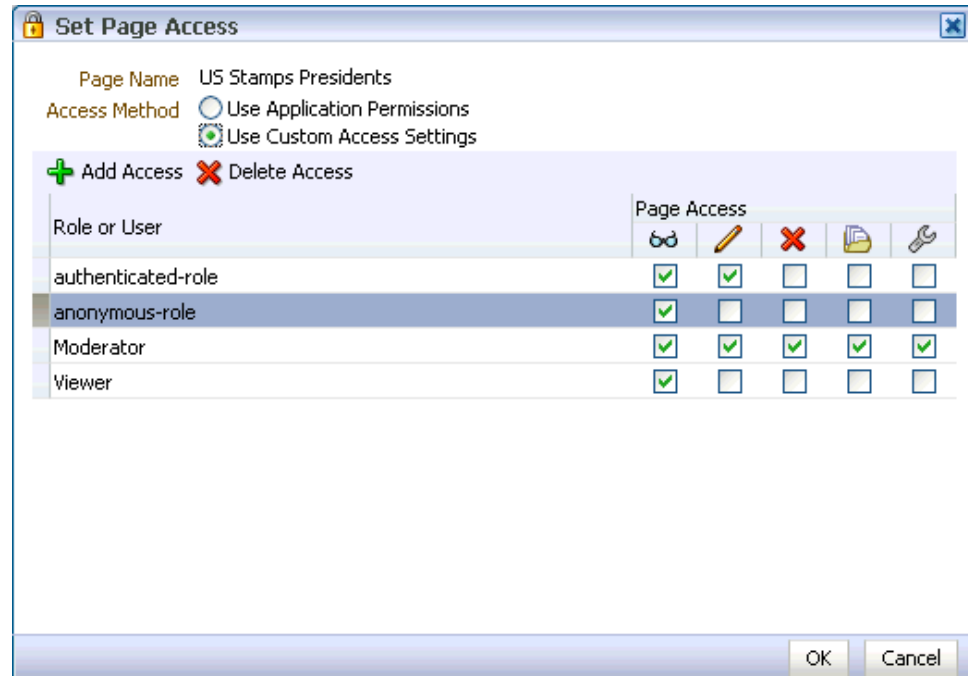 Set Page Access
Page Name US Stamps Presidents
Access Method Use Application Permissions
Use Custom Access Settings
Add Access Delete Access
Role or User Page Access
authenticated-role
anonymous-role
Moderator
Viewer
OK Cancel